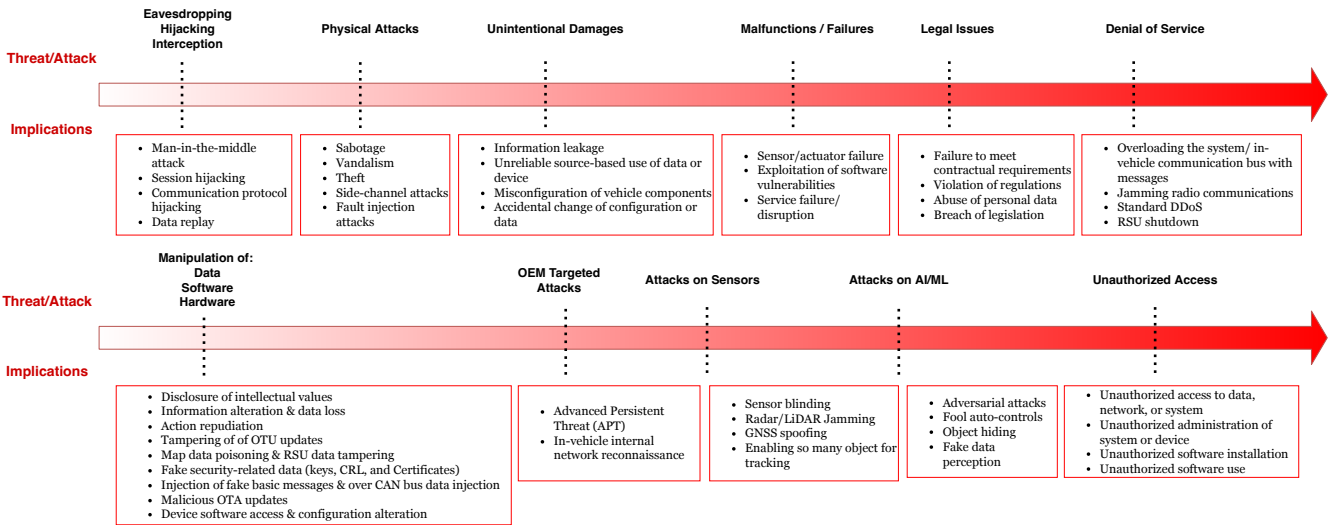 Eavesdropping
Hijacking
Interception
Physical Attacks
Unintentional Damages
Malfunctions / Failures
Legal Issues
Denial of Service
Threat/Attack
Implications
• Man-in-the-middle
attack
• Session hijacking
• Communication protocol
hijacking
• Data replay
• Sabotage
• Vandalism
• Theft
• Side-channel attacks
• Fault injection
attacks
• Information leakage
• Unreliable source-based use of data or
device
• Misconfiguration of vehicle components
• Accidental change of configuration or
data
• Sensor/actuator failure
• Exploitation of software
vulnerabilities
• Service failure/
disruption
• Failure to meet
contractual requirements
• Violation of regulations
• Abuse of personal data
• Breach of legislation
• Overloading the system/ in-
vehicle communication bus with
messages
• Jamming radio communications
• Standard DDoS
• RSU shutdown
Manipulation of:
Data
Software
Hardware
OEM Targeted
Attacks
Attacks on Sensors
Attacks on AI/ML
Unauthorized Access
Threat/Attack
Implications
• Disclosure of intellectual values
• Information alteration & data loss
• Action repudiation
• Tampering of of OTU updates
• Map data poisoning & RSU data tampering
• Fake security-related data (keys, CRL, and Certificates)
• Injection of fake basic messages & over CAN bus data injection
• Malicious OTA updates
• Device software access & configuration alteration
• Advanced Persistent
Threat (APT)
• In-vehicle internal
network reconnaissance
• Sensor blinding
• Radar/LiDAR Jamming
• GNSS spoofing
• Enabling so many object for
tracking
• Adversarial attacks
• Fool auto-controls
• Object hiding
• Fake data
perception
• Unauthorized access to data,
network, or system
• Unauthorized administration of
system or device
• Unauthorized software installation
• Unauthorized software use